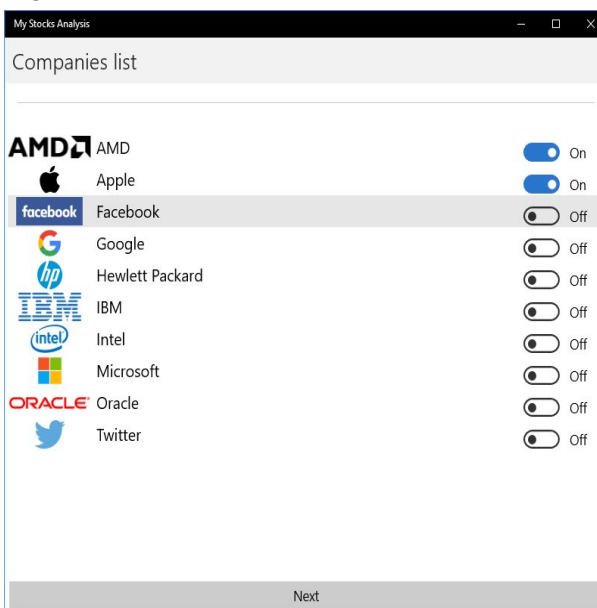 My Stocks Analysis
Companies list
AMD AMD On
Apple On
facebook Facebook Off
Google Off
hp Hewlett Packard Off
IBM IBM Off
intel Intel Off
Microsoft Off
ORACLE Oracle Off
Twitter Off
Next